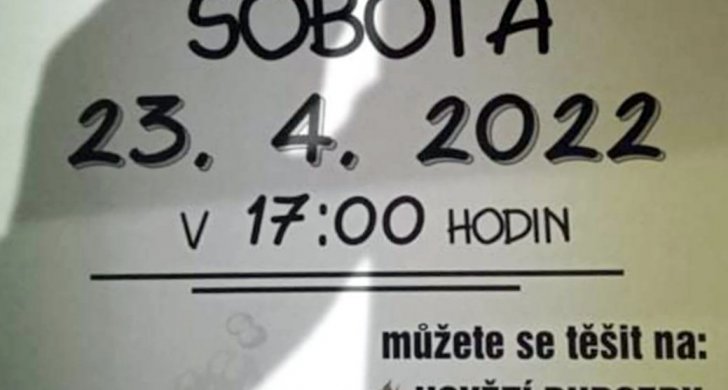 SOBOTA
23. 4. 2022
V 17:00 HODIN
můžete se těšit na: